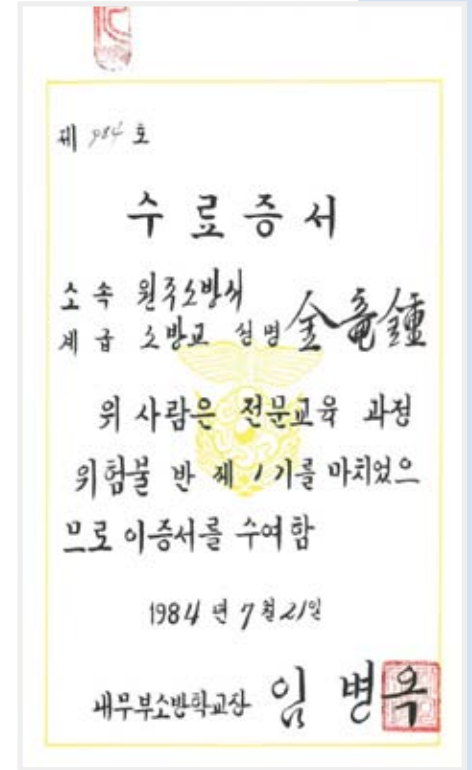 제 984 호
수료증서
소속 원주소방서
계급 소방교 성명 金竜鍾
위 사람은 전문교육 과정
위험물 반 제 1 기를 마치었으
므로 이증서를 수여함
1984 년 7 월 21 일
내무부소방학교장 임병옥